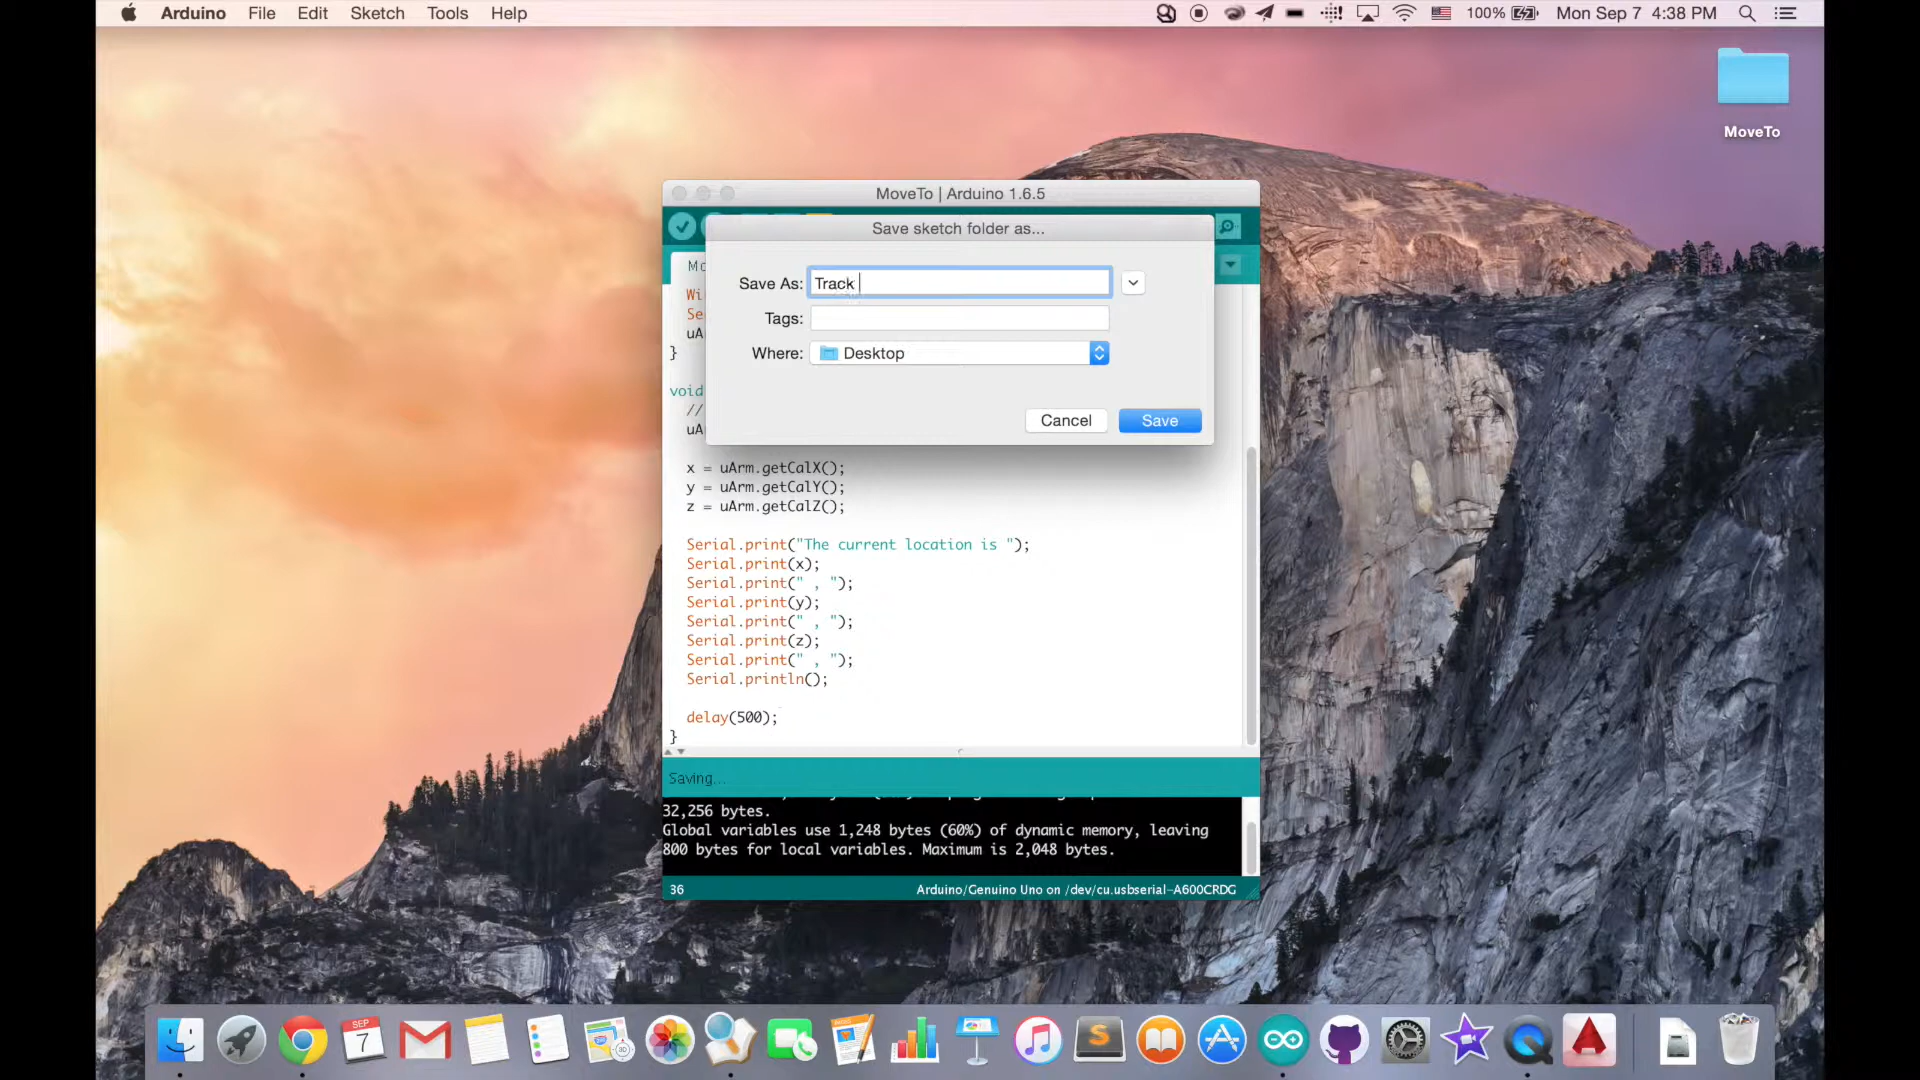 Arduino File Edit Sketch Tools Help 100% Mon Sep 7 4:38 PM
MoveTo
MoveTo | Arduino 1.6.5
Save sketch folder as...
Save As: Track
Tags:
Where: Desktop
Cancel Save
}
void
//
x = uArm.getCalX();
y = uArm.getCalY();
z = uArm.getCalZ();
Serial.print("The current location is ");
Serial.print(x);
Serial.print(" , ");
Serial.print(y);
Serial.print(" , ");
Serial.print(z);
Serial.print(" , ");
Serial.println();
delay(500);
}
Saving...
32,256 bytes.
Global variables use 1,248 bytes (60%) of dynamic memory, leaving
800 bytes for local variables. Maximum is 2,048 bytes.
36 Arduino/Genuino Uno on /dev/cu.usbserial-A600CRDG
SEP
7